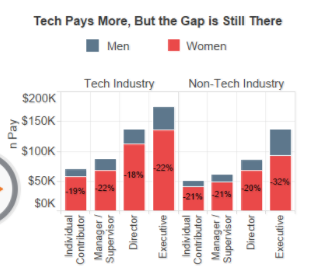 Tech Pays More, But the Gap is Still There
Men
Women
Tech Industry
Non-Tech Industry
$200K
$150K
$100K
$50K
$0K
n Pay
-19%
-22%
-18%
-22%
-21%
-21%
-20%
-32%
Individual
Contributor
Manager /
Supervisor
Director
Executive
Individual
Contributor
Manager /
Supervisor
Director
Executive